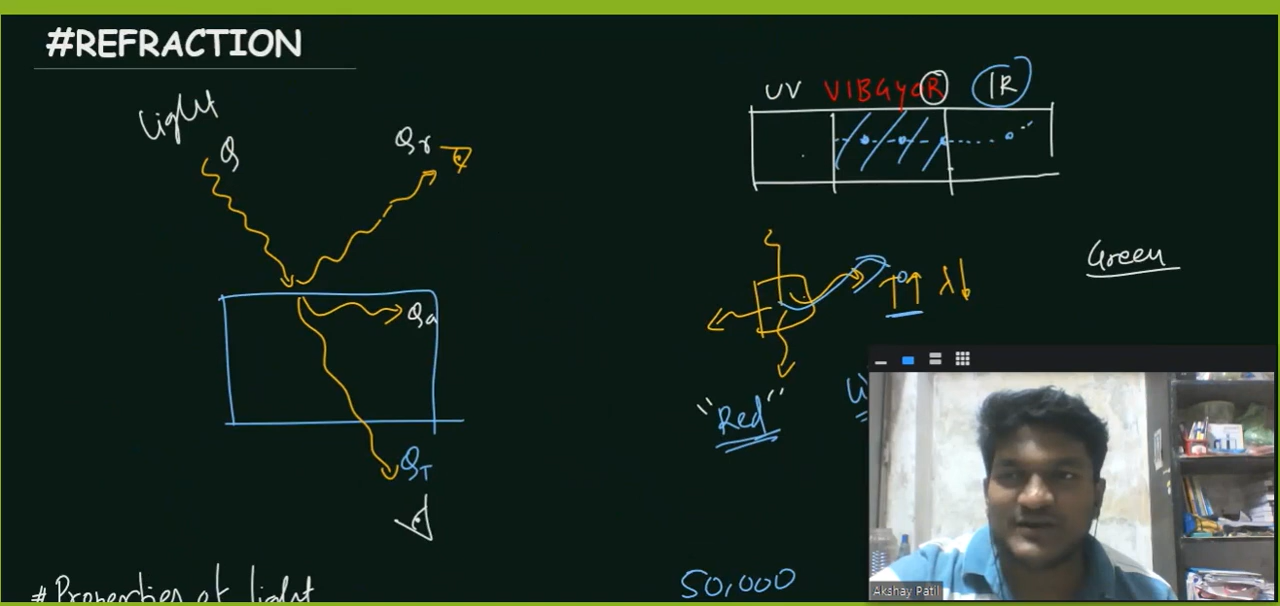 #REFRACTION
UV VIBGYOR IR
light
Q
Qr
Green
Qa
λ↓
"Red"
QT
50,000
Akshay Patil
# Properties of light